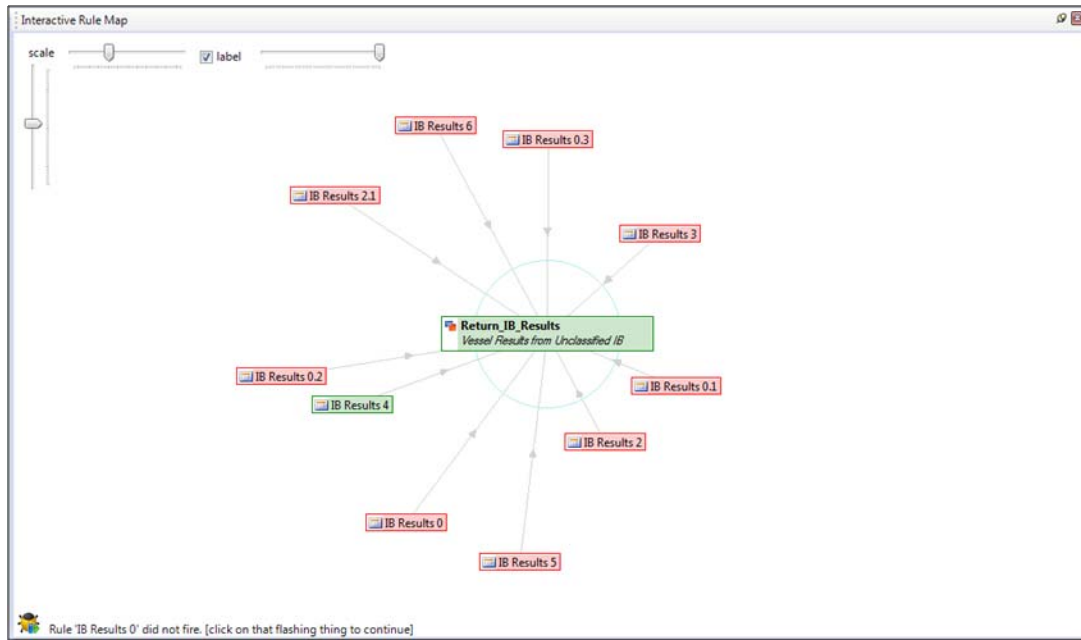 Interactive Rule Map
scale
label
IB Results 6
IB Results 0.3
IB Results 2.1
IB Results 3
Return_IB_Results
Vessel Results from Unclassified IB
IB Results 0.2
IB Results 0.1
IB Results 4
IB Results 2
IB Results 0
IB Results 5
Rule 'IB Results 0' did not fire. [click on that flashing thing to continue]